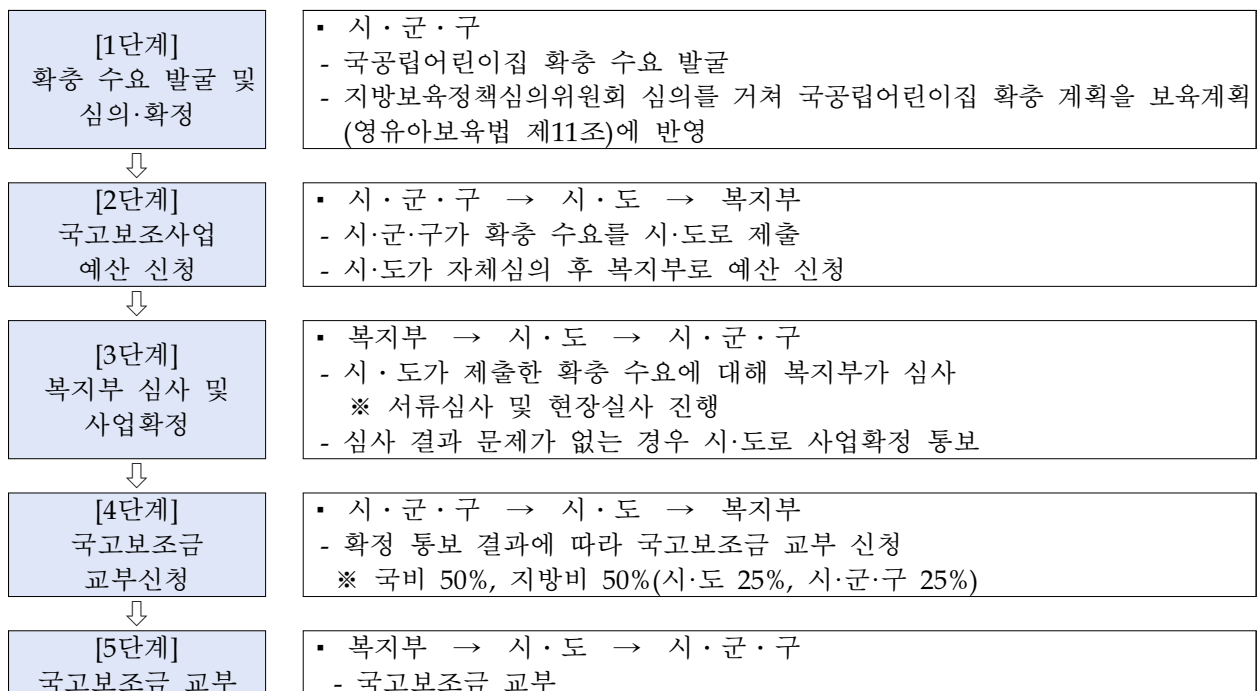 [1단계]
확충 수요 발굴 및
심의·확정
▪ 시·군·구
- 국공립어린이집 확충 수요 발굴
- 지방보육정책심의위원회 심의를 거쳐 국공립어린이집 확충 계획을 보육계획
(영유아보육법 제11조)에 반영
⇩
[2단계]
국고보조사업
예산 신청
▪ 시·군·구 → 시·도 → 복지부
- 시·군·구가 확충 수요를 시·도로 제출
- 시·도가 자체심의 후 복지부로 예산 신청
⇩
[3단계]
복지부 심사 및
사업확정
▪ 복지부 → 시·도 → 시·군·구
- 시·도가 제출한 확충 수요에 대해 복지부가 심사
※ 서류심사 및 현장실사 진행
- 심사 결과 문제가 없는 경우 시·도로 사업확정 통보
⇩
[4단계]
국고보조금
교부신청
▪ 시·군·구 → 시·도 → 복지부
- 확정 통보 결과에 따라 국고보조금 교부 신청
※ 국비 50%, 지방비 50%(시·도 25%, 시·군·구 25%)
⇩
[5단계]
국고보조금 교부
▪ 복지부 → 시·도 → 시·군·구
- 국고보조금 교부